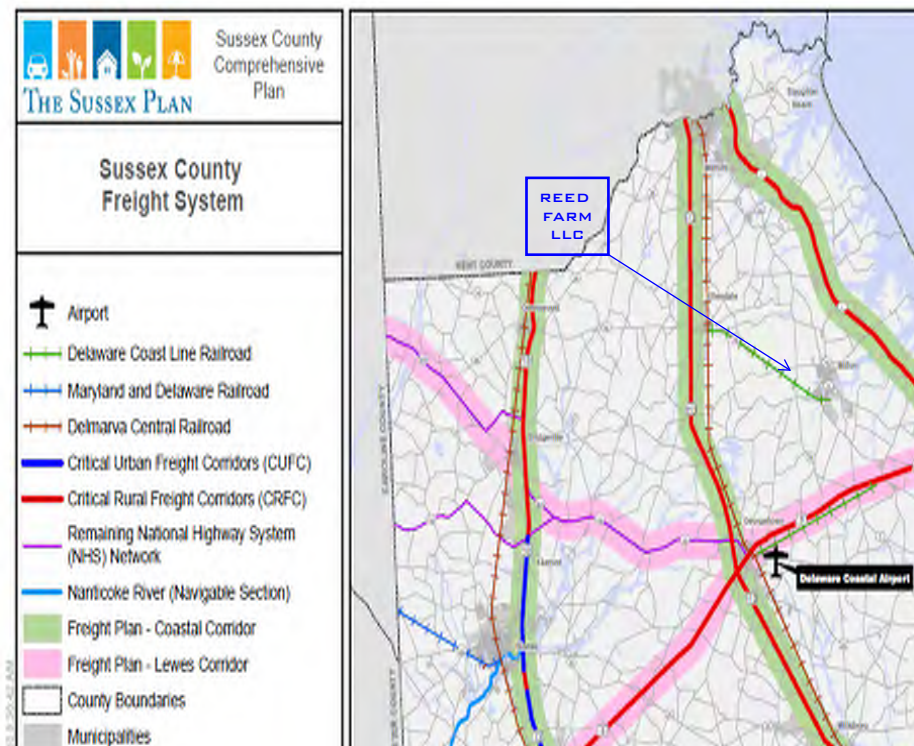 THE SUSSEX PLAN
Sussex County
Comprehensive
Plan
Sussex County
Freight System
Airport
Delaware Coast Line Railroad
Maryland and Delaware Railroad
Delmarva Central Railroad
Critical Urban Freight Corridors (CUFC)
Critical Rural Freight Corridors (CRFC)
Remaining National Highway System
(NHS) Network
Nanticoke River (Navigable Section)
Freight Plan - Coastal Corridor
Freight Plan - Lewes Corridor
County Boundaries
Municipalities
REED
FARM
LLC
KENT COUNTY
CAROLINE COUNTY
Georgetown
Delaware Coastal Airport